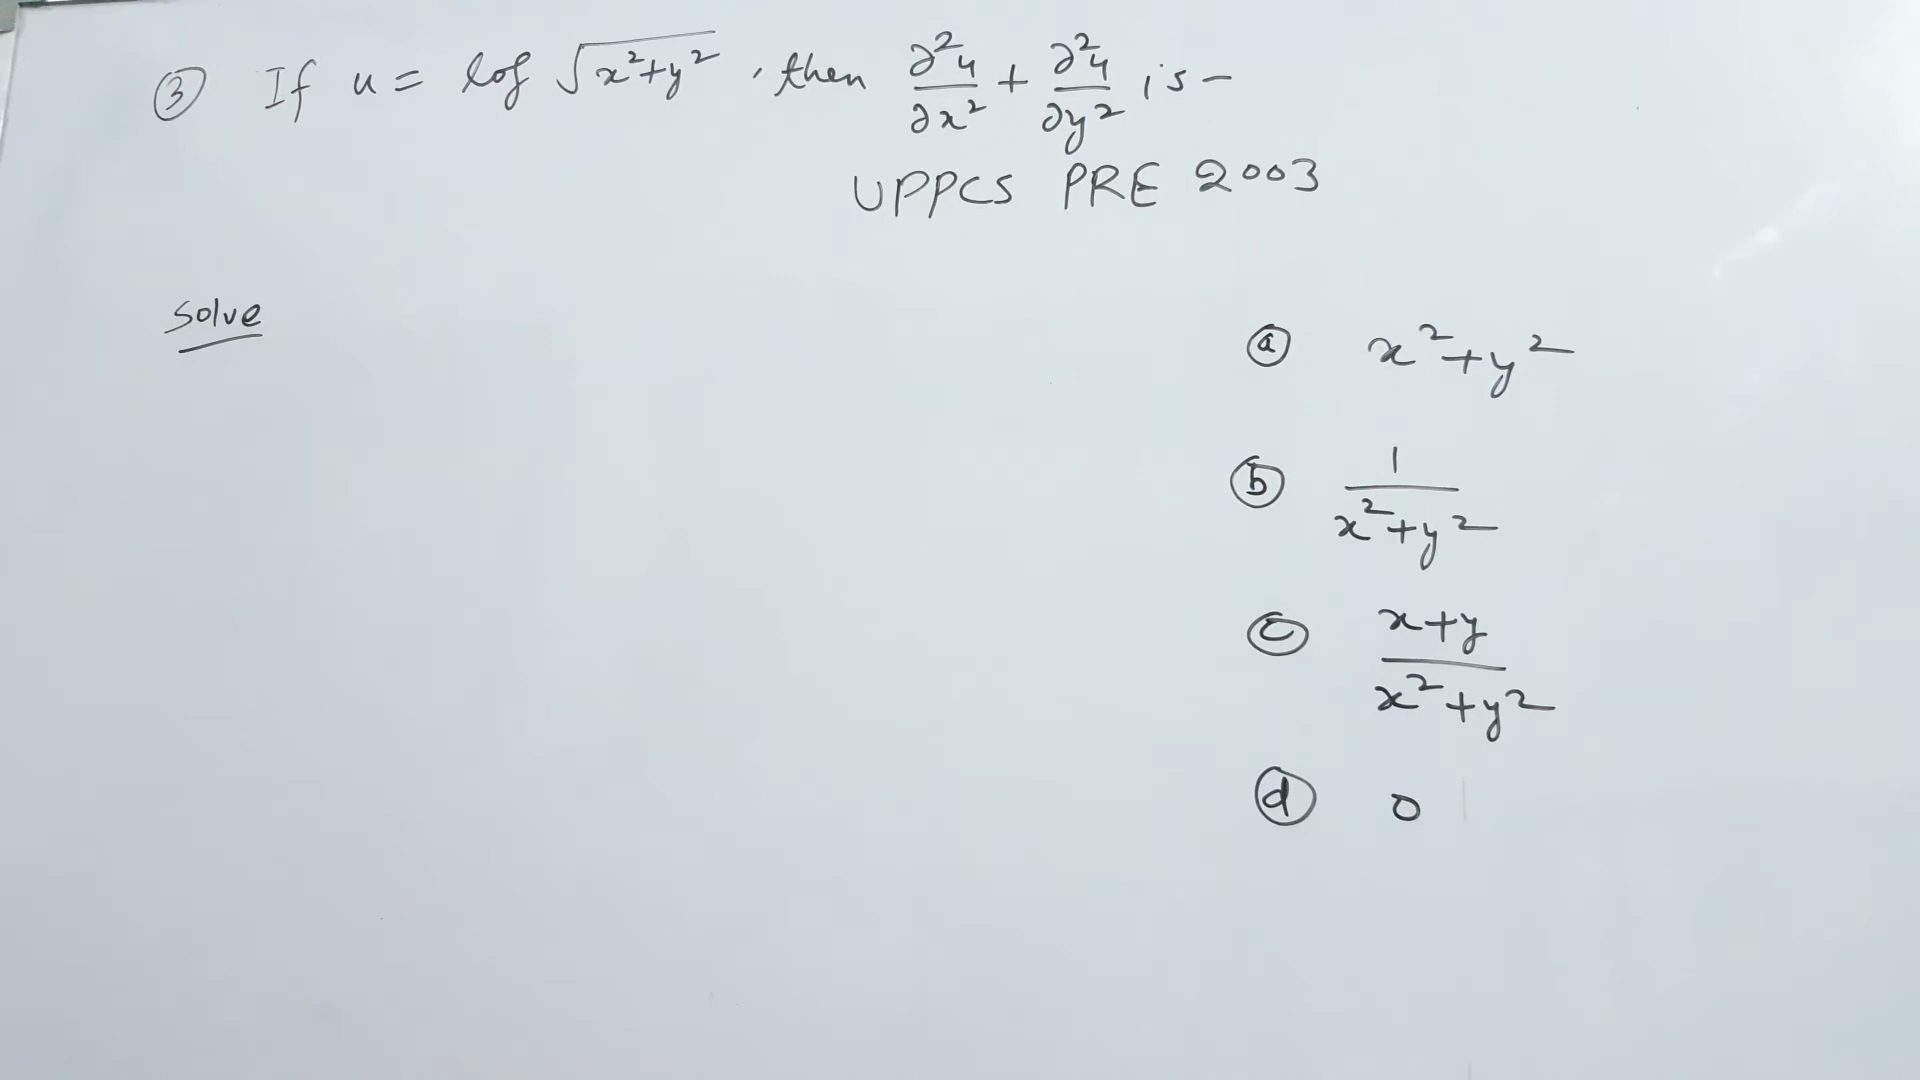 ③ If u = log √(x²+y²), then ∂²u/∂x² + ∂²u/∂y² is –
UPPCS PRE 2003
Solve
ⓐ x²+y²
ⓑ 1/(x²+y²)
ⓒ (x+y)/(x²+y²)
ⓓ 0